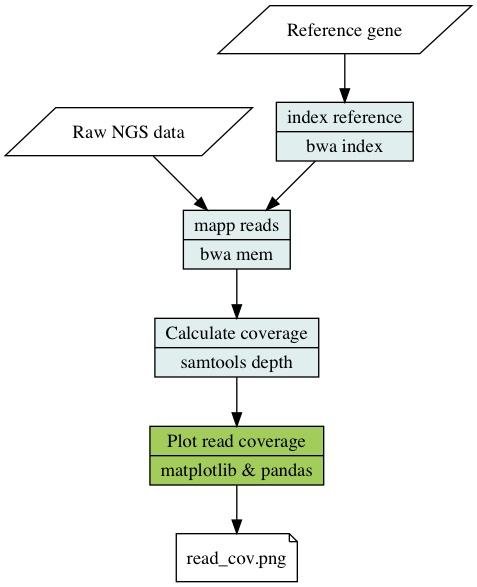 Reference gene
index reference
bwa index
Raw NGS data
mapp reads
bwa mem
Calculate coverage
samtools depth
Plot read coverage
matplotlib & pandas
read_cov.png